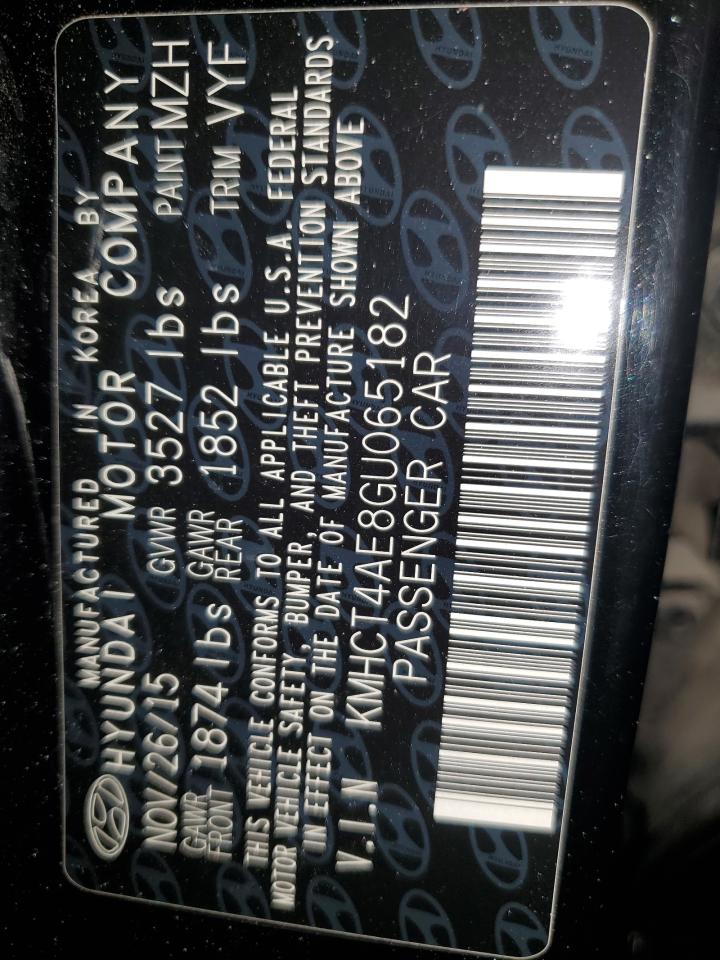 MANUFACTURED IN KOREA BY
HYUNDAI MOTOR COMPANY
NOV/26/15 GVWR 3527 lbs PAINT MZH
GAWR FRONT 1874 lbs GAWR REAR 1852 lbs TRIM VYF
THIS VEHICLE CONFORMS TO ALL APPLICABLE U.S.A. FEDERAL
MOTOR VEHICLE SAFETY, BUMPER, AND THEFT PREVENTION STANDARDS
IN EFFECT ON THE DATE OF MANUFACTURE SHOWN ABOVE
V.I.N KMHCT4AE8GU065182
PASSENGER CAR